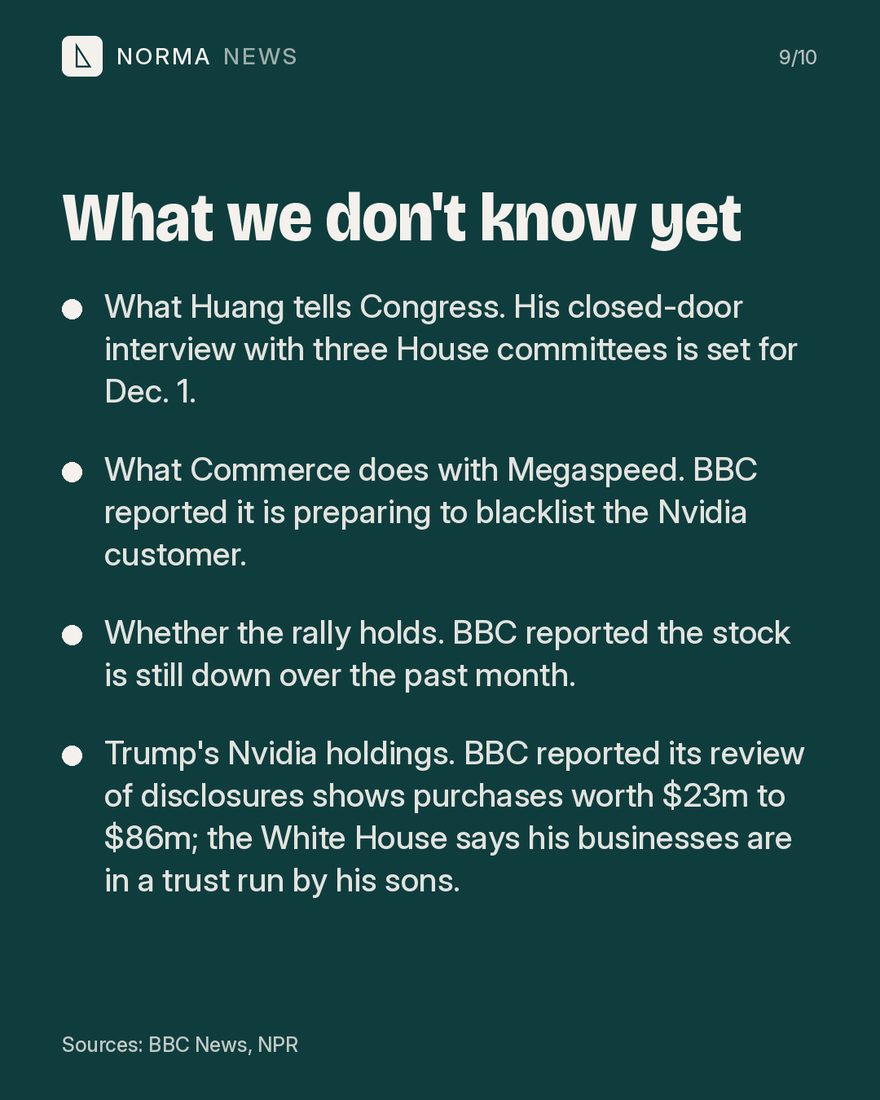 NORMA NEWS
9/10
What we don't know yet
What Huang tells Congress. His closed-door
interview with three House committees is set for
Dec. 1.
What Commerce does with Megaspeed. BBC
reported it is preparing to blacklist the Nvidia
customer.
Whether the rally holds. BBC reported the stock
is still down over the past month.
Trump's Nvidia holdings. BBC reported its review
of disclosures shows purchases worth $23m to
$86m; the White House says his businesses are
in a trust run by his sons.
Sources: BBC News, NPR